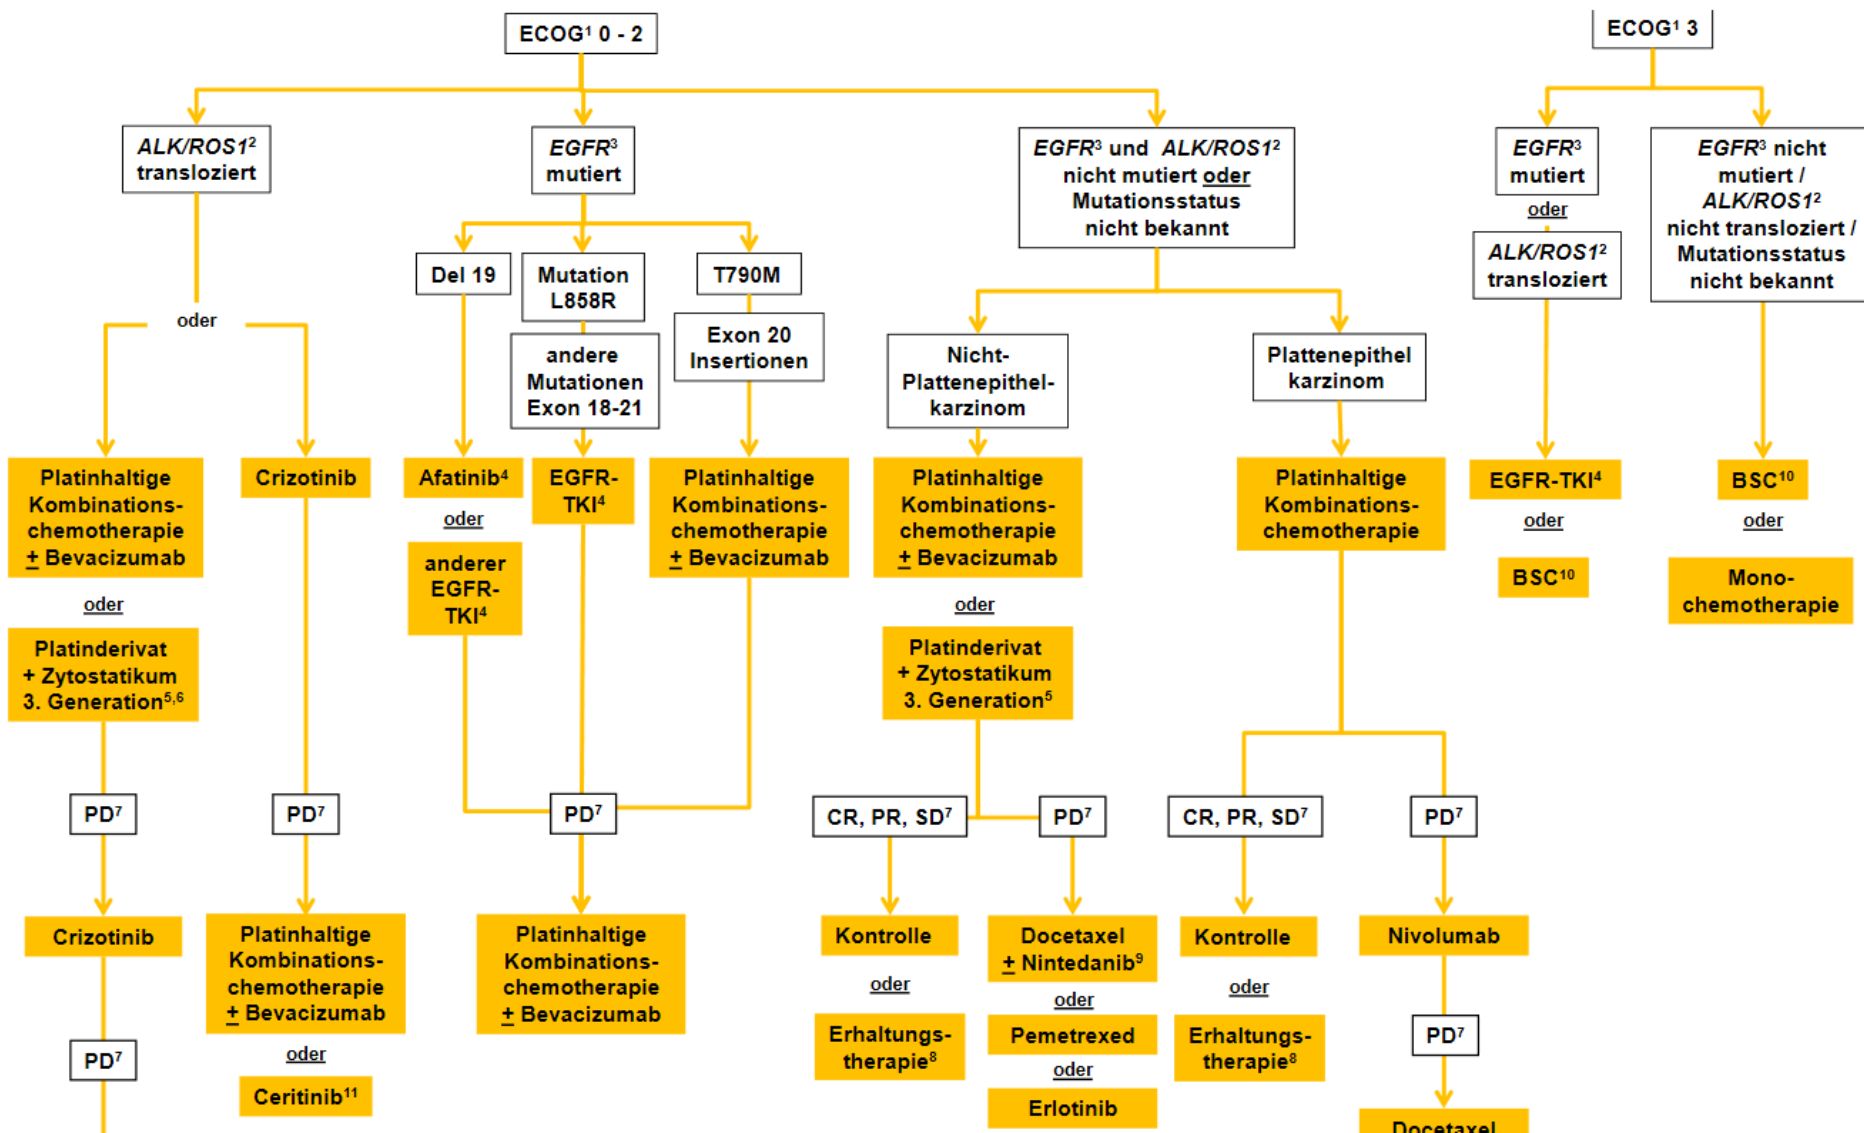 ECOG¹ 0 - 2
ECOG¹ 3
ALK/ROS1²
transloziert
EGFR³
mutiert
EGFR³ und ALK/ROS1²
nicht mutiert oder
Mutationsstatus
nicht bekannt
EGFR³
mutiert
oder
ALK/ROS1²
transloziert
EGFR³ nicht
mutiert /
ALK/ROS1²
nicht transloziert /
Mutationsstatus
nicht bekannt
oder
Del 19
Mutation
L858R
andere
Mutationen
Exon 18-21
T790M
Exon 20
Insertionen
Nicht-
Plattenepithel-
karzinom
Plattenepithel
karzinom
Platinhaltige
Kombinations-
chemotherapie
± Bevacizumab
oder
Platinderivat
+ Zytostatikum
3. Generation⁵,⁶
Crizotinib
Afatinib⁴
oder
anderer
EGFR-
TKI⁴
EGFR-
TKI⁴
Platinhaltige
Kombinations-
chemotherapie
± Bevacizumab
Platinhaltige
Kombinations-
chemotherapie
± Bevacizumab
oder
Platinderivat
+ Zytostatikum
3. Generation⁵
Platinhaltige
Kombinations-
chemotherapie
EGFR-TKI⁴
oder
BSC¹⁰
BSC¹⁰
oder
Mono-
chemotherapie
PD⁷
PD⁷
PD⁷
CR, PR, SD⁷
PD⁷
CR, PR, SD⁷
PD⁷
Crizotinib
PD⁷
Platinhaltige
Kombinations-
chemotherapie
± Bevacizumab
oder
Ceritinib¹¹
Platinhaltige
Kombinations-
chemotherapie
± Bevacizumab
Kontrolle
oder
Erhaltungs-
therapie⁸
Docetaxel
± Nintedanib⁹
oder
Pemetrexed
oder
Erlotinib
Kontrolle
oder
Erhaltungs-
therapie⁸
Nivolumab
PD⁷
Docetaxel